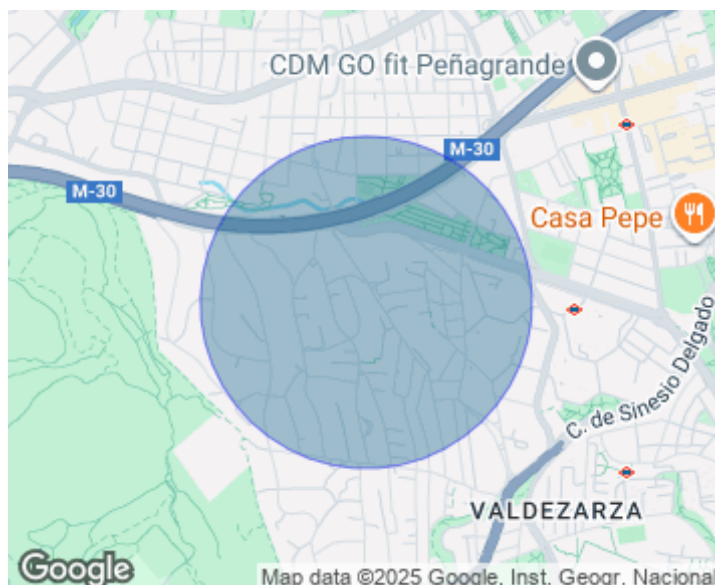 CDM GO fit Peñagrande
M-30
M-30
Casa Pepe
C. de Sinesio Delgado
VALDEZARZA
Google
Map data ©2025 Google, Inst. Geogr. Nacional